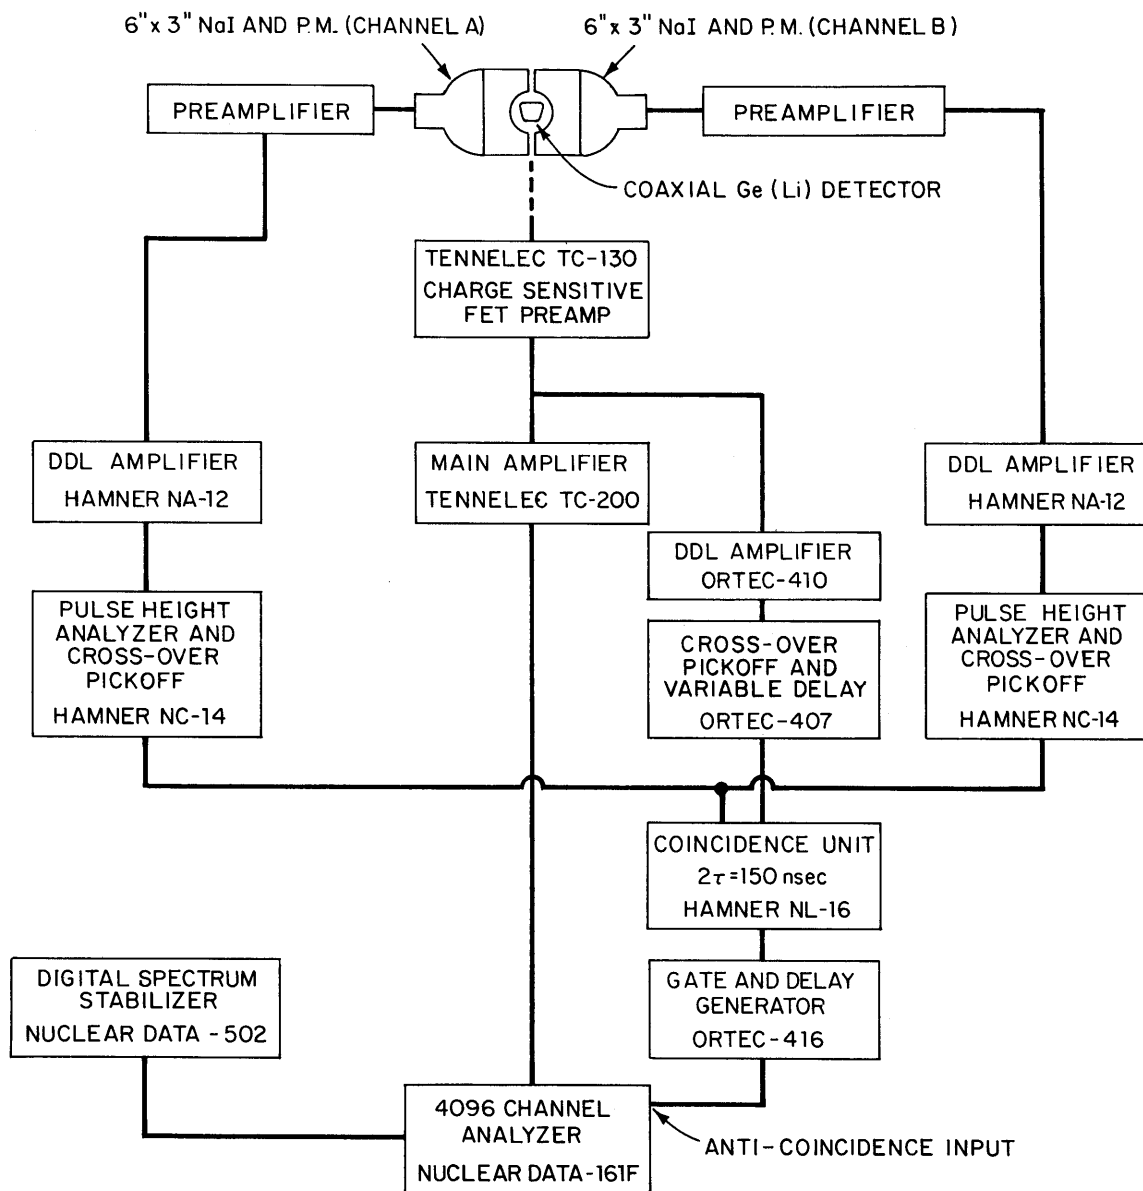 6"x 3" NaI AND P.M. (CHANNEL A)
6"x 3" NaI AND P.M. (CHANNEL B)
PREAMPLIFIER
PREAMPLIFIER
COAXIAL Ge (Li) DETECTOR
TENNELEC TC-130
CHARGE SENSITIVE
FET PREAMP
DDL AMPLIFIER
HAMNER NA-12
MAIN AMPLIFIER
TENNELEC TC-200
DDL AMPLIFIER
HAMNER NA-12
DDL AMPLIFIER
ORTEC-410
PULSE HEIGHT
ANALYZER AND
CROSS-OVER
PICKOFF
HAMNER NC-14
CROSS-OVER
PICKOFF AND
VARIABLE DELAY
ORTEC-407
PULSE HEIGHT
ANALYZER AND
CROSS-OVER
PICKOFF
HAMNER NC-14
COINCIDENCE UNIT
2τ=150 nsec
HAMNER NL-16
DIGITAL SPECTRUM
STABILIZER
NUCLEAR DATA -502
GATE AND DELAY
GENERATOR
ORTEC-416
4096 CHANNEL
ANALYZER
NUCLEAR DATA-161F
ANTI-COINCIDENCE INPUT